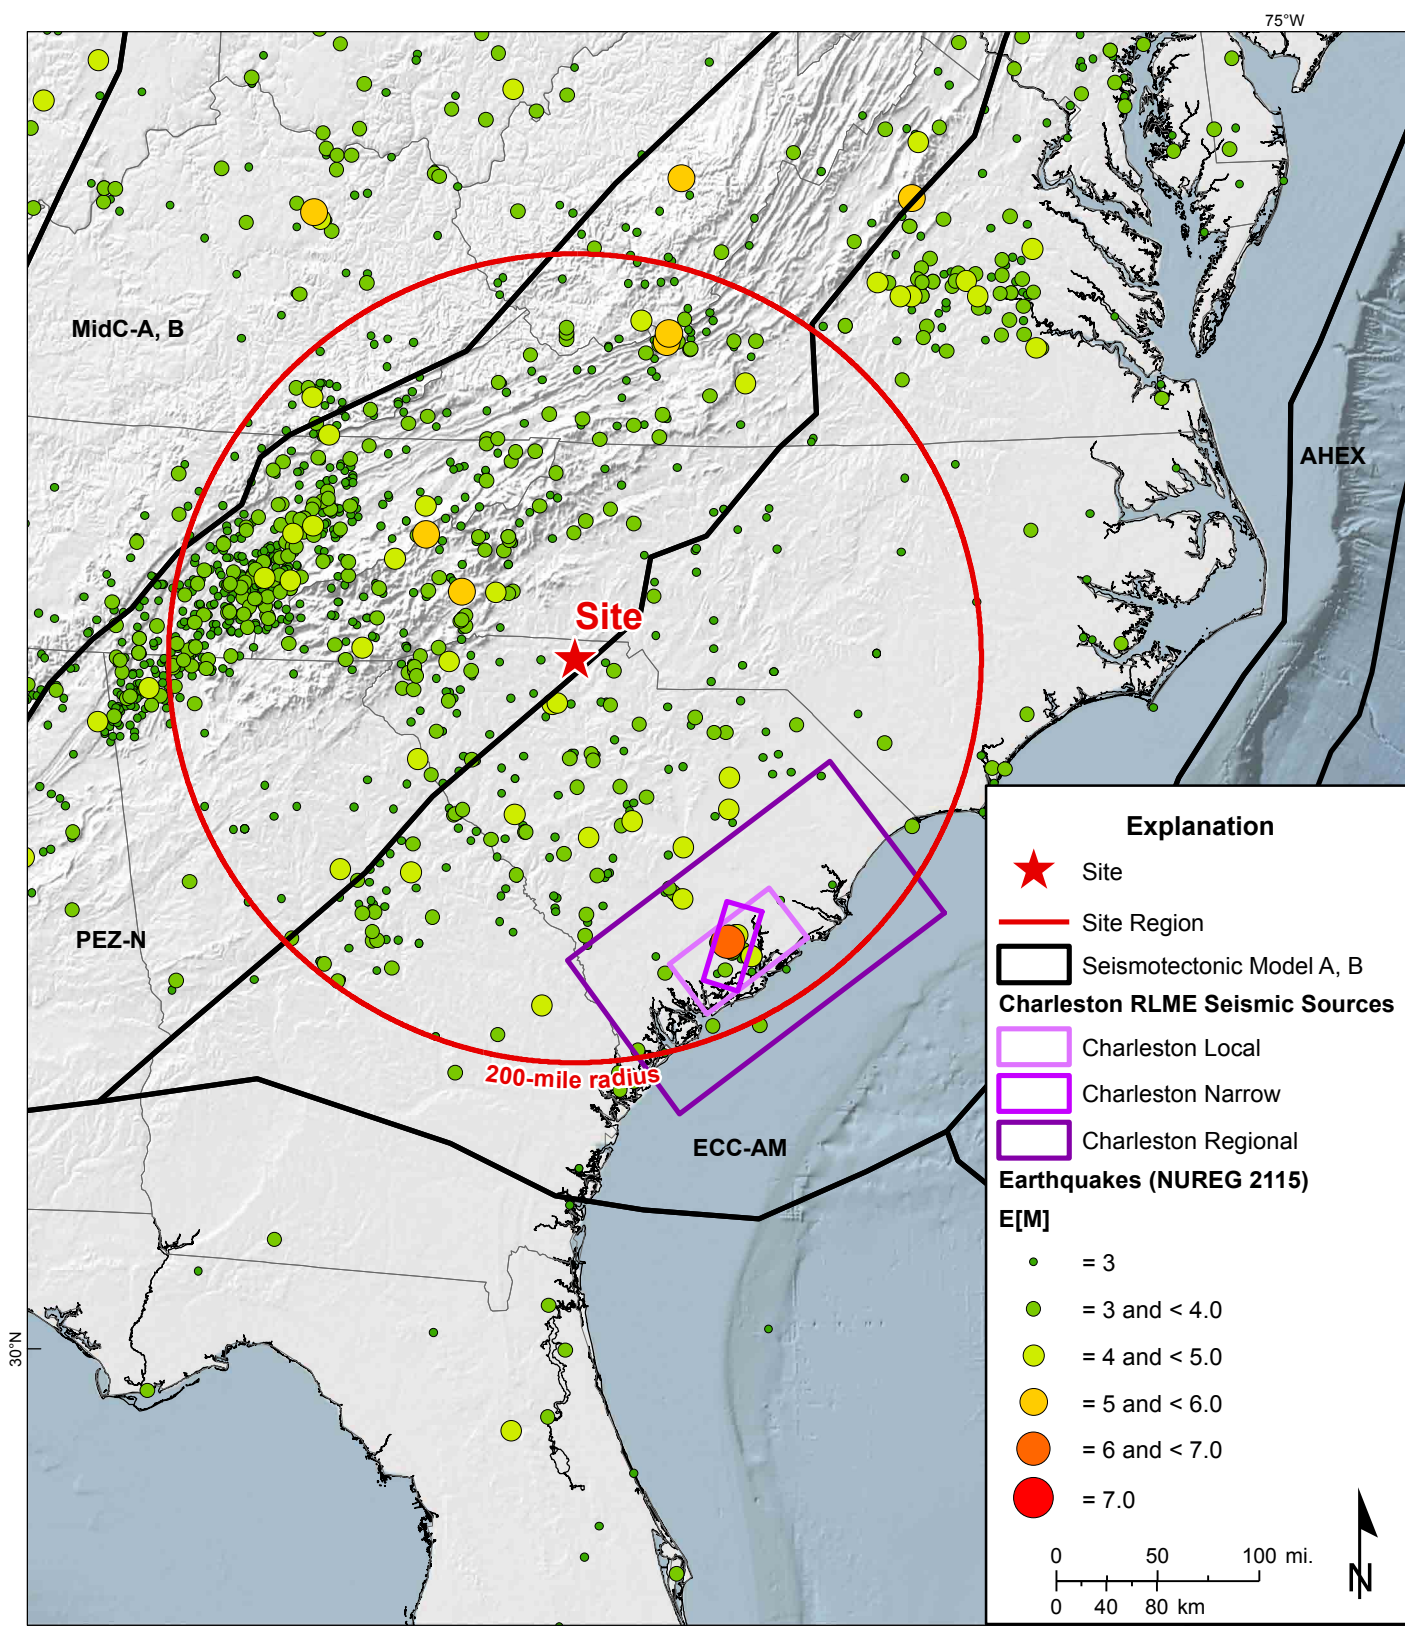 75°W
MidC-A, B
AHEX
Site
PEZ-N
200-mile radius
ECC-AM
30°N
Explanation
Site
Site Region
Seismotectonic Model A, B
Charleston RLME Seismic Sources
Charleston Local
Charleston Narrow
Charleston Regional
Earthquakes (NUREG 2115)
E[M]
= 3
= 3 and < 4.0
= 4 and < 5.0
= 5 and < 6.0
= 6 and < 7.0
= 7.0
0 50 100 mi.
0 40 80 km
N